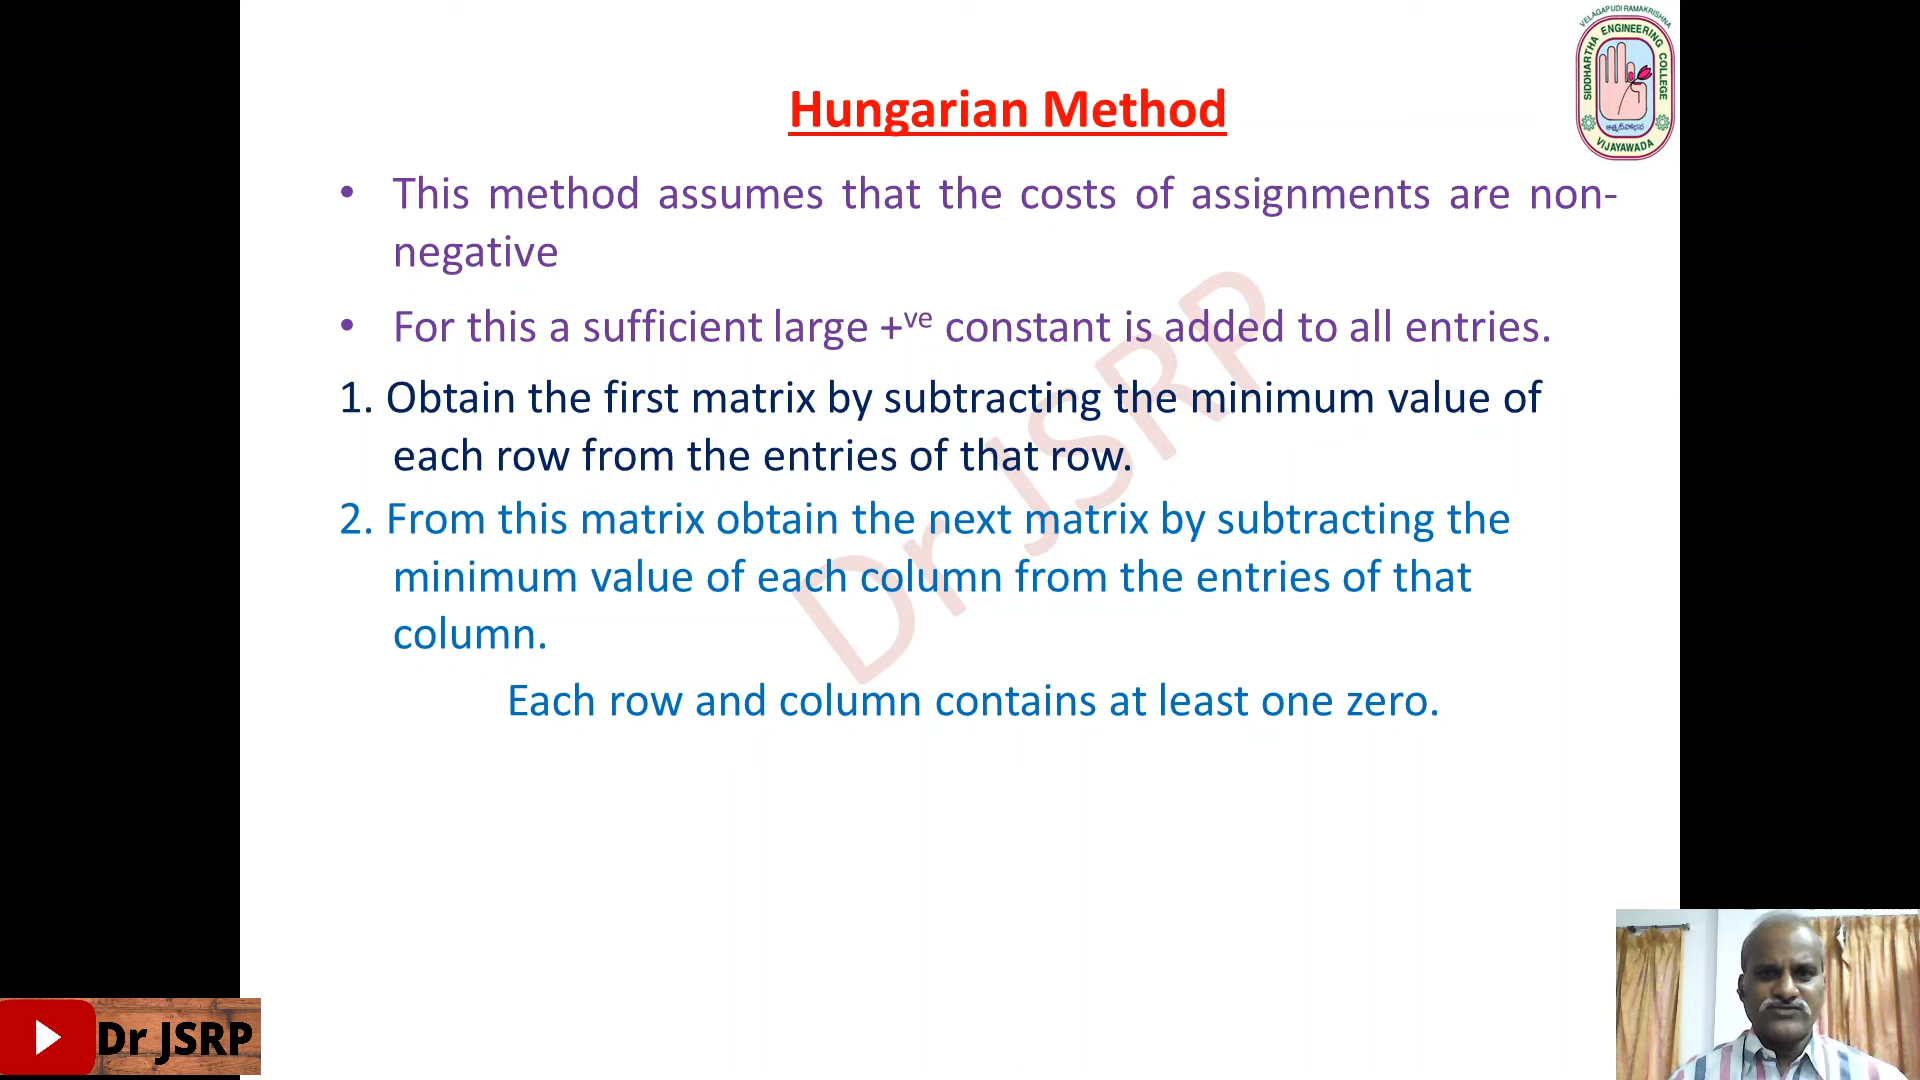 VELAGAPUDI RAMAKRISHNA
SIDDHARTHA ENGINEERING COLLEGE
VIJAYAWADA
Hungarian Method
• This method assumes that the costs of assignments are non-
negative
• For this a sufficient large +ve constant is added to all entries.
1. Obtain the first matrix by subtracting the minimum value of
each row from the entries of that row.
2. From this matrix obtain the next matrix by subtracting the
minimum value of each column from the entries of that
column.
Each row and column contains at least one zero.
Dr JSRP
Dr JSRP